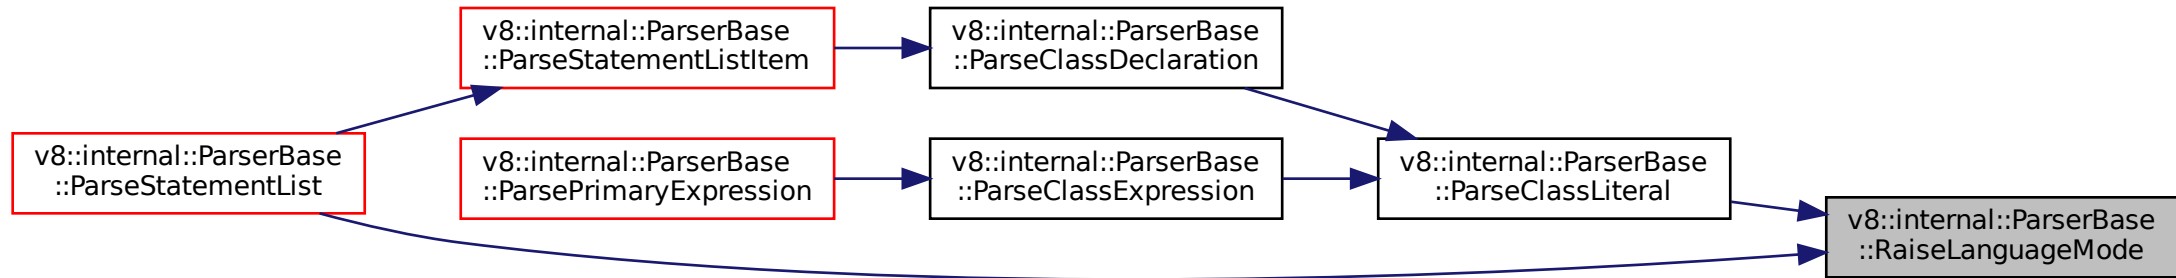 v8::internal::ParserBase
::ParseStatementListItem
v8::internal::ParserBase
::ParseClassDeclaration
v8::internal::ParserBase
::ParseStatementList
v8::internal::ParserBase
::ParsePrimaryExpression
v8::internal::ParserBase
::ParseClassExpression
v8::internal::ParserBase
::ParseClassLiteral
v8::internal::ParserBase
::RaiseLanguageMode